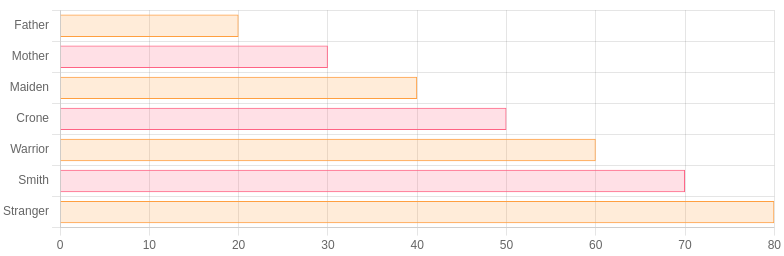 Father
Mother
Maiden
Crone
Warrior
Smith
Stranger
0 10 20 30 40 50 60 70 80